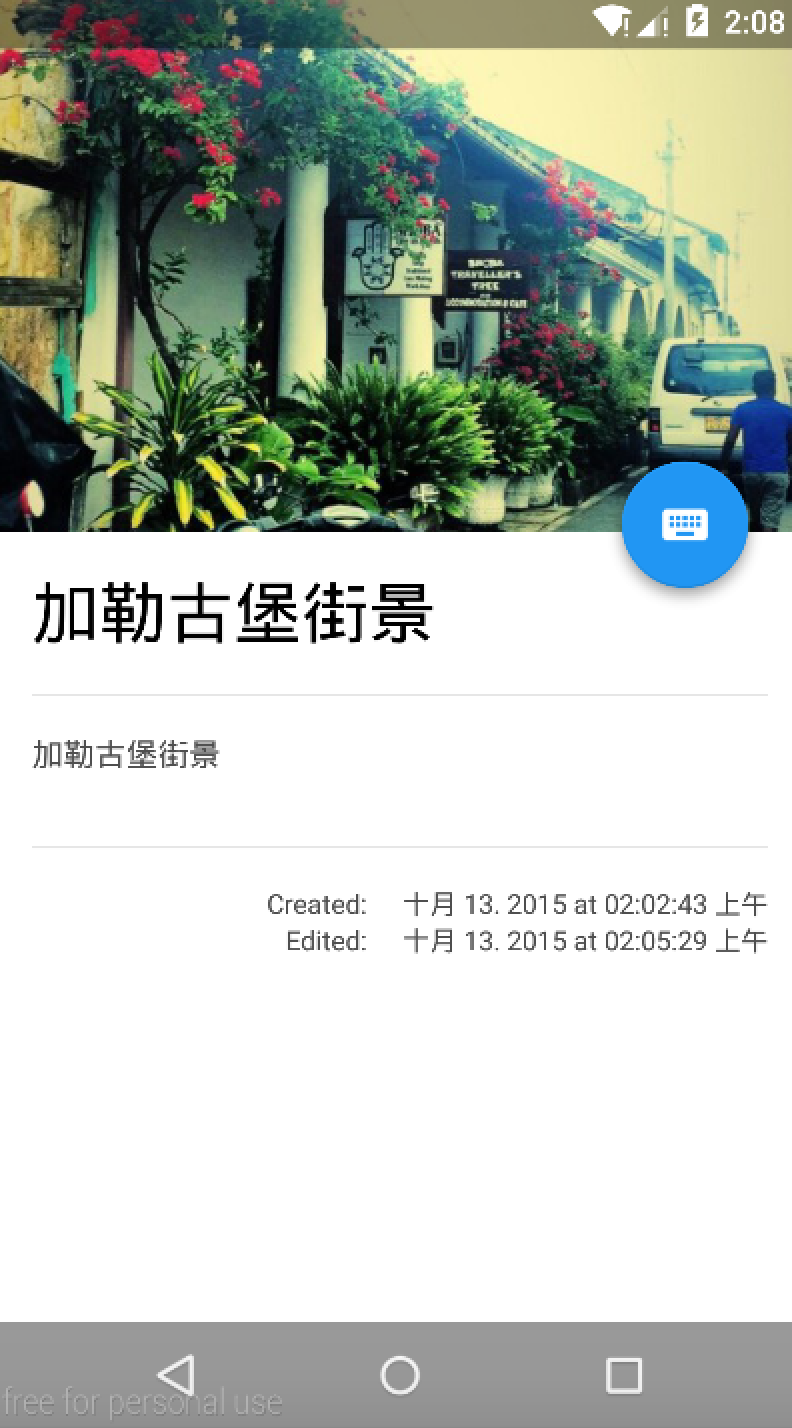 2:08
TRAVELLER'S
TREE
加勒古堡街景
加勒古堡街景
Created: 十月 13. 2015 at 02:02:43 上午
Edited: 十月 13. 2015 at 02:05:29 上午
free for personal use